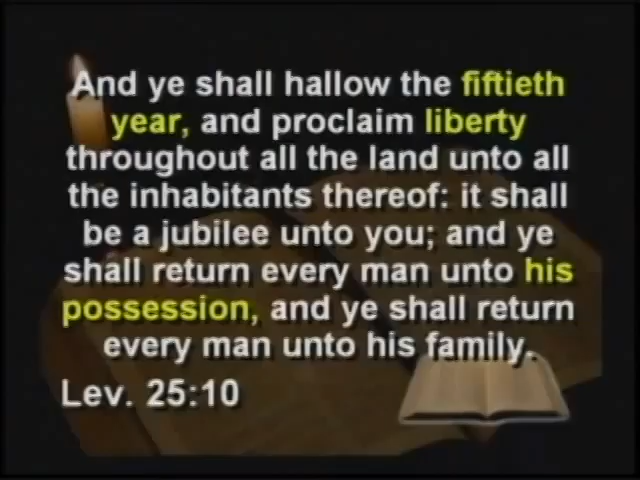 And ye shall hallow the fiftieth
year, and proclaim liberty
throughout all the land unto all
the inhabitants thereof: it shall
be a jubilee unto you; and ye
shall return every man unto his
possession, and ye shall return
every man unto his family.
Lev. 25:10